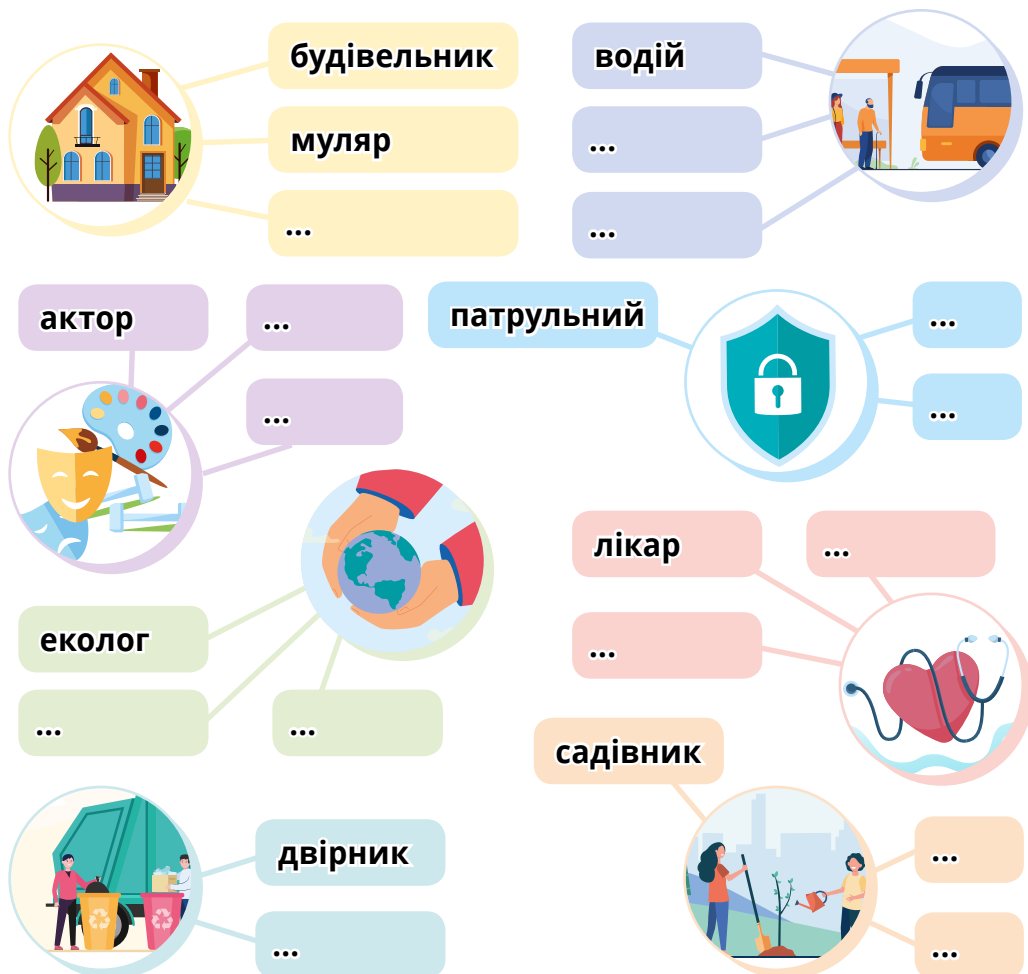 будівельник
муляр
...
водій
...
...
актор
...
...
патрульний
...
...
еколог
...
...
лікар
...
...
садівник
...
...
двірник
...